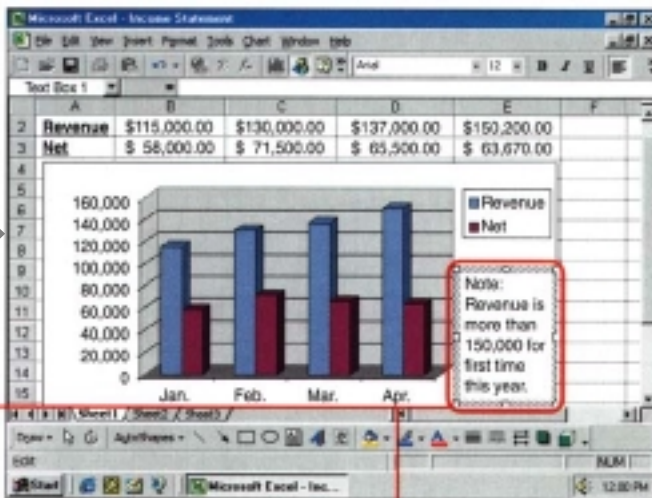 Microsoft Excel - Income Statement
File Edit View Insert Format Tools Chart Window Help
Arial 12 B I U
Text Box 1 =
A B C D E F
2 Revenue $115,000.00 $130,000.00 $137,000.00 $150,200.00
3 Net $ 58,000.00 $ 71,500.00 $ 65,500.00 $ 63,670.00
4
5
6
7
8
9
10
11
12
13
14
15
160,000
140,000
120,000
100,000
80,000
60,000
40,000
20,000
0
Jan. Feb. Mar. Apr.
Revenue
Net
Note:
Revenue is
more than
150,000 for
first time
this year.
Sheet1 / Sheet2 / Sheet3 /
Draw AutoShapes
Edit NUM
Start Microsoft Excel - Inc... 12:00 PM